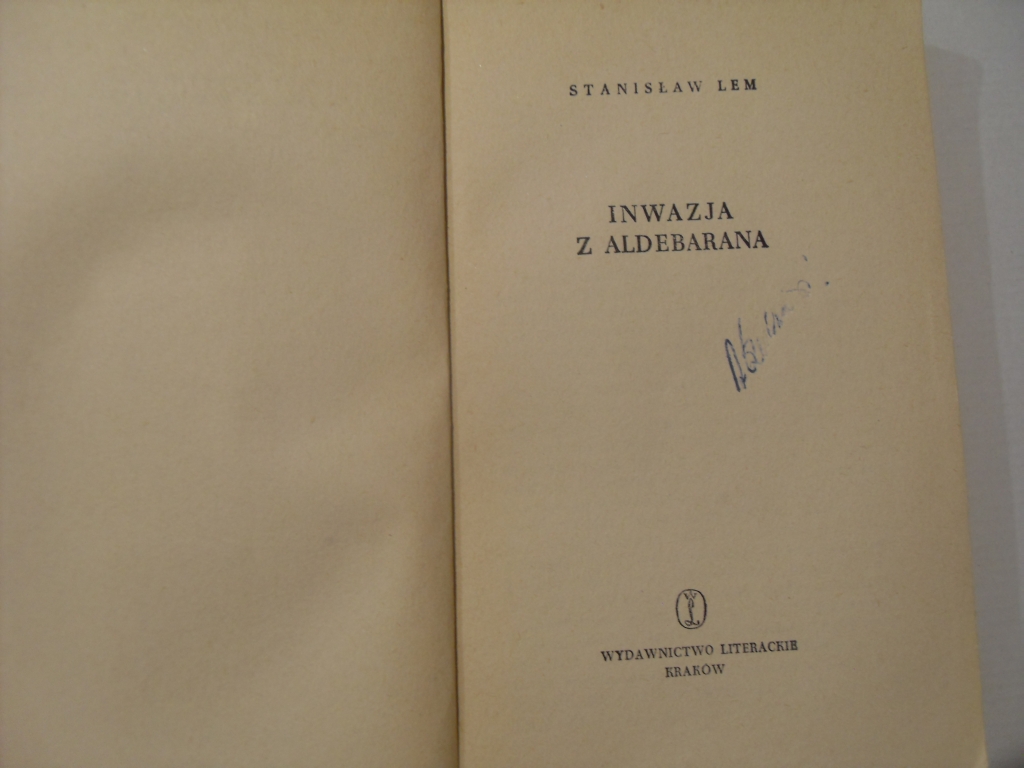 STANISŁAW LEM
INWAZJA
Z ALDEBARANA
WYDAWNICTWO LITERACKIE
KRAKÓW